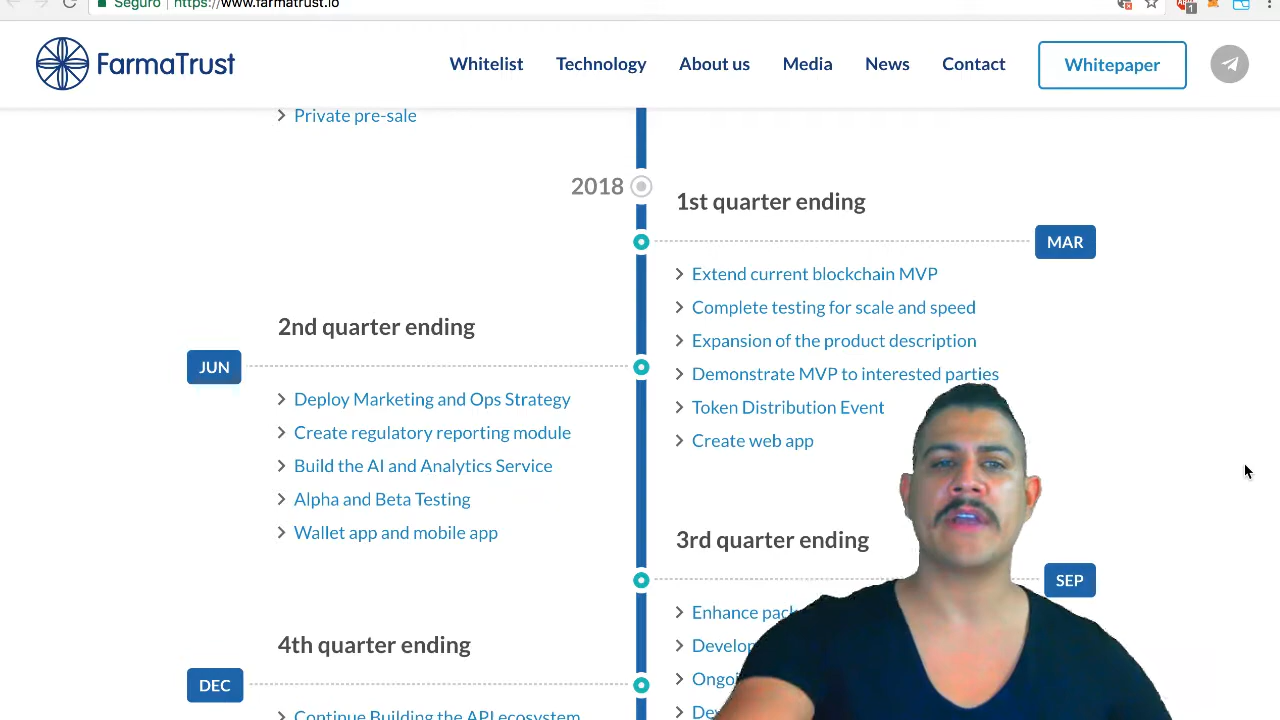 Seguro https://www.farmatrust.io
FarmaTrust
Whitelist Technology About us Media News Contact Whitepaper
Private pre-sale
2018
1st quarter ending
MAR
Extend current blockchain MVP
Complete testing for scale and speed
Expansion of the product description
Demonstrate MVP to interested parties
Token Distribution Event
Create web app
2nd quarter ending
JUN
Deploy Marketing and Ops Strategy
Create regulatory reporting module
Build the AI and Analytics Service
Alpha and Beta Testing
Wallet app and mobile app
3rd quarter ending
SEP
Enhance
4th quarter ending
DEC
Continue Building the API ecosystem